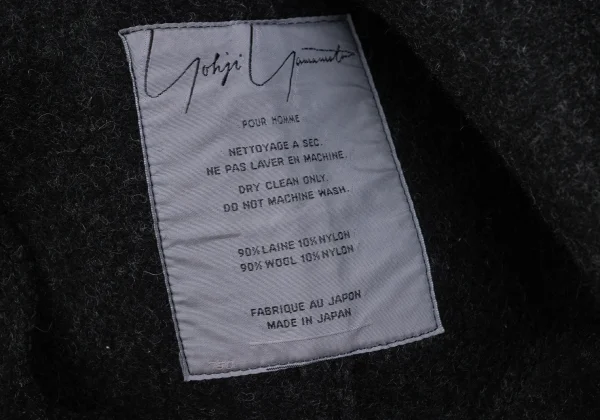 Yohji Yamamoto
POUR HOMME
NETTOYAGE A SEC.
NE PAS LAVER EN MACHINE.
DRY CLEAN ONLY.
DO NOT MACHINE WASH.
90% LAINE 10% NYLON
90% WOOL 10% NYLON
FABRIQUE AU JAPON
MADE IN JAPAN